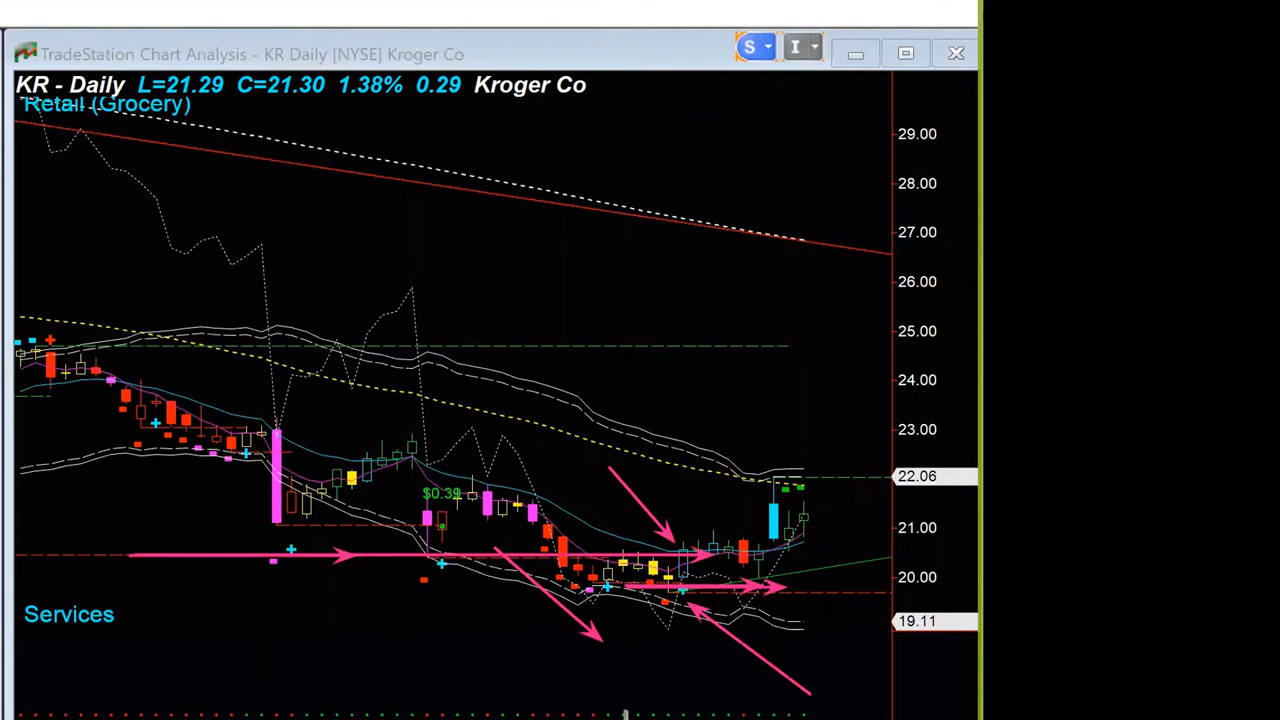 TradeStation Chart Analysis - KR Daily [NYSE] Kroger Co
S
I
KR - Daily L=21.29 C=21.30 1.38% 0.29 Kroger Co
Retail (Grocery)
29.00
28.00
27.00
26.00
25.00
24.00
23.00
22.06
$0.39
21.00
20.00
19.11
Services